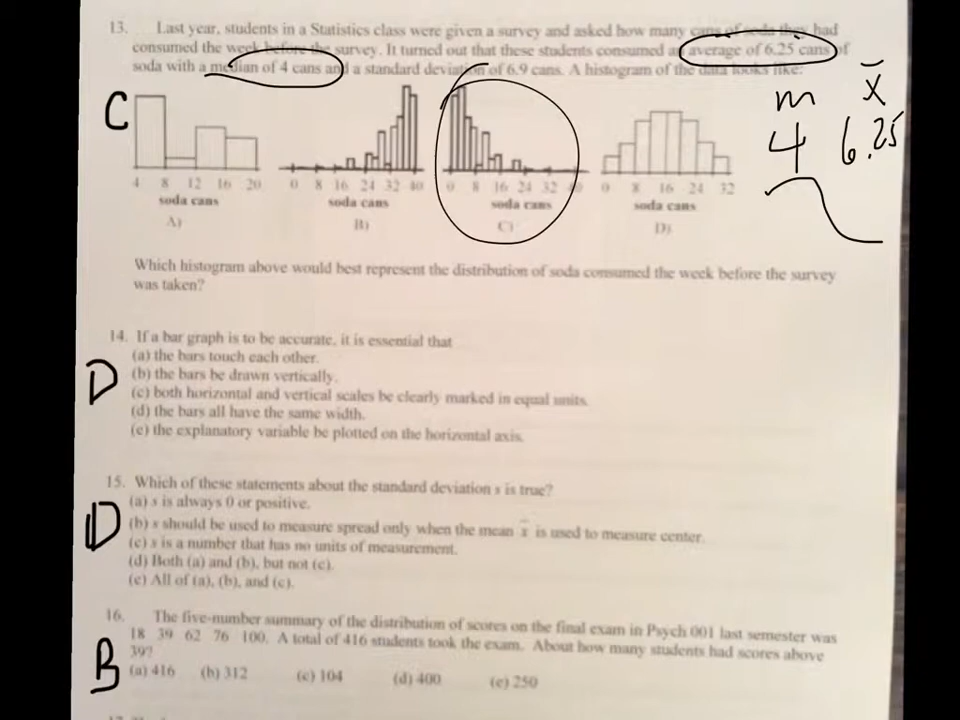 13. Last year, students in a Statistics class were given a survey and asked how many cans of soda they had
consumed the week before the survey. It turned out that these students consumed an average of 6.25 cans of
soda with a median of 4 cans and a standard deviation of 6.9 cans. A histogram of the data looks like:
m x̄
4 6.25
C
4 8 12 16 20
soda cans
A)
0 8 16 24 32 40
soda cans
B)
0 8 16 24 32 40
soda cans
C)
0 8 16 24 32
soda cans
D)
Which histogram above would best represent the distribution of soda consumed the week before the survey
was taken?
14. If a bar graph is to be accurate, it is essential that
(a) the bars touch each other.
(b) the bars be drawn vertically.
D
(c) both horizontal and vertical scales be clearly marked in equal units.
(d) the bars all have the same width.
(e) the explanatory variable be plotted on the horizontal axis.
15. Which of these statements about the standard deviation s is true?
(a) s is always 0 or positive.
D
(b) s should be used to measure spread only when the mean x̄ is used to measure center.
(c) s is a number that has no units of measurement.
(d) Both (a) and (b), but not (c).
(e) All of (a), (b), and (c).
16. The five-number summary of the distribution of scores on the final exam in Psych 001 last semester was
18 39 62 76 100. A total of 416 students took the exam. About how many students had scores above
39?
B
(a) 416 (b) 312 (c) 104 (d) 400 (e) 250